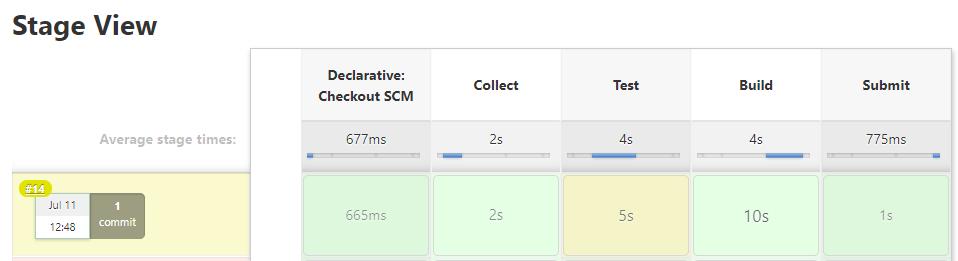 Stage View
Declarative:
Checkout SCM
Collect
Test
Build
Submit
Average stage times:
677ms
2s
4s
4s
775ms
#14
Jul 11
12:48
1
commit
665ms
2s
5s
10s
1s